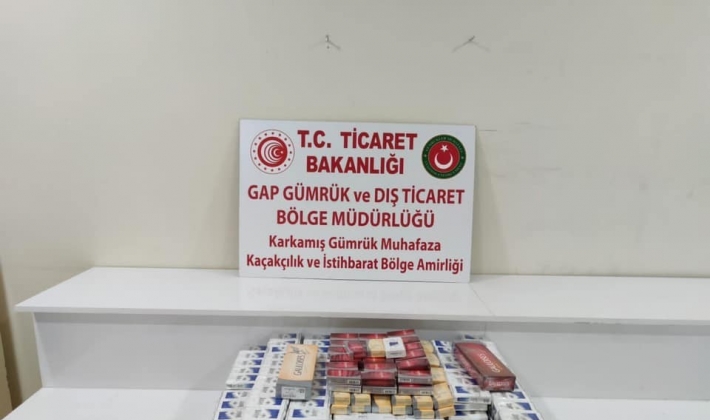 T.C. TİCARET
BAKANLIĞI
GAP GÜMRÜK ve DIŞ TİCARET
BÖLGE MÜDÜRLÜĞÜ
Karkamış Gümrük Muhafaza
Kaçakçılık ve İstihbarat Bölge Amirliği